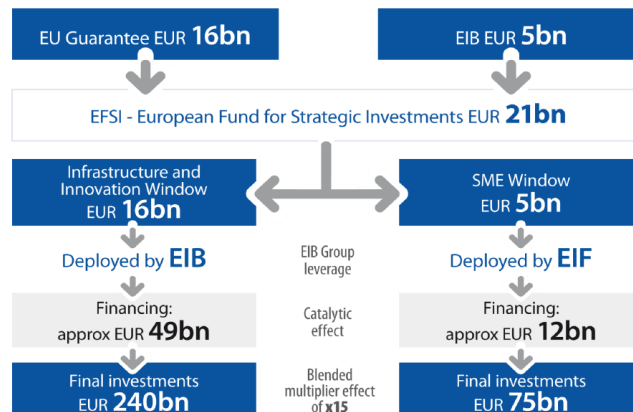 EU Guarantee EUR 16bn
EIB EUR 5bn
EFSI - European Fund for Strategic Investments EUR 21bn
Infrastructure and
Innovation Window
EUR 16bn
SME Window
EUR 5bn
Deployed by EIB
EIB Group
leverage
Deployed by EIF
Financing:
approx EUR 49bn
Catalytic
effect
Financing:
approx EUR 12bn
Final investments
EUR 240bn
Blended
multiplier effect
of x15
Final investments
EUR 75bn